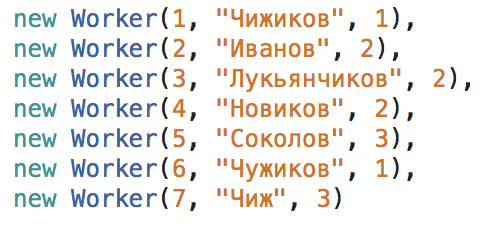 new Worker(1, "Чижиков", 1),
new Worker(2, "Иванов", 2),
new Worker(3, "Лукьянчиков", 2),
new Worker(4, "Новиков", 2),
new Worker(5, "Соколов", 3),
new Worker(6, "Чужиков", 1),
new Worker(7, "Чиж", 3)